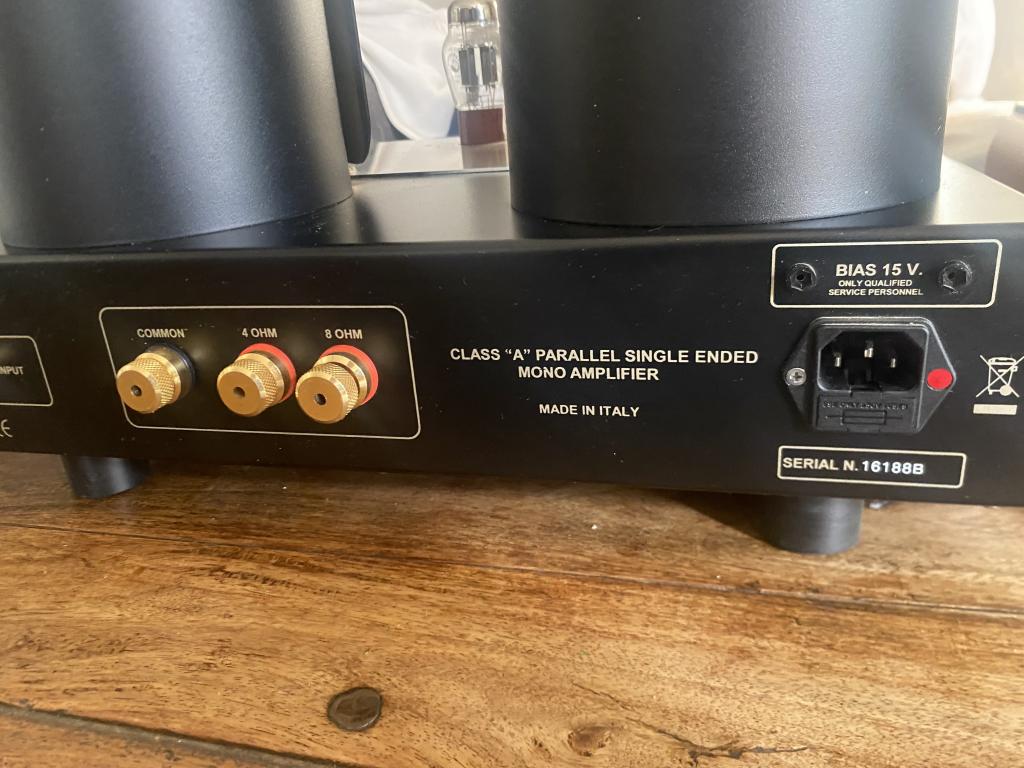 BIAS 15 V.
ONLY QUALIFIED
SERVICE PERSONNEL
COMMON
4 OHM
8 OHM
INPUT
CLASS “A” PARALLEL SINGLE ENDED
MONO AMPLIFIER
MADE IN ITALY
CE
SERIAL N. 16188B